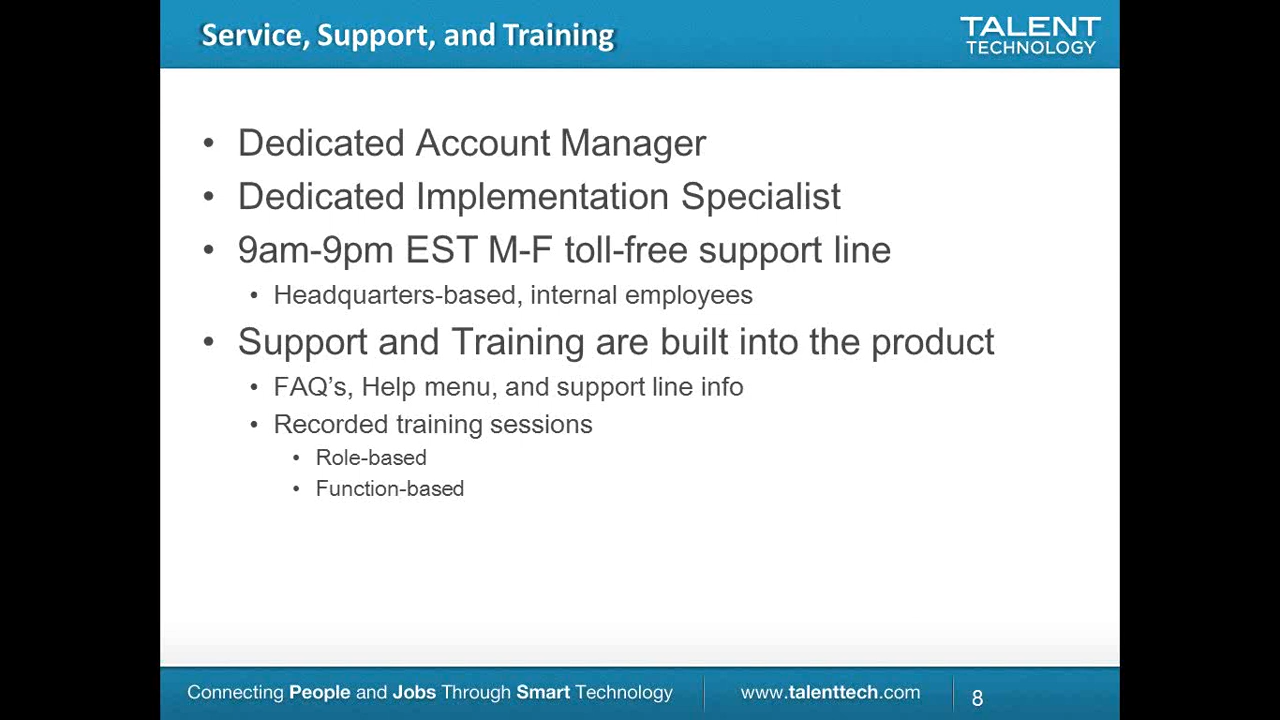 Service, Support, and Training
TALENT
TECHNOLOGY
• Dedicated Account Manager
• Dedicated Implementation Specialist
• 9am-9pm EST M-F toll-free support line
• Headquarters-based, internal employees
• Support and Training are built into the product
• FAQ’s, Help menu, and support line info
• Recorded training sessions
• Role-based
• Function-based
Connecting People and Jobs Through Smart Technology
www.talenttech.com
8